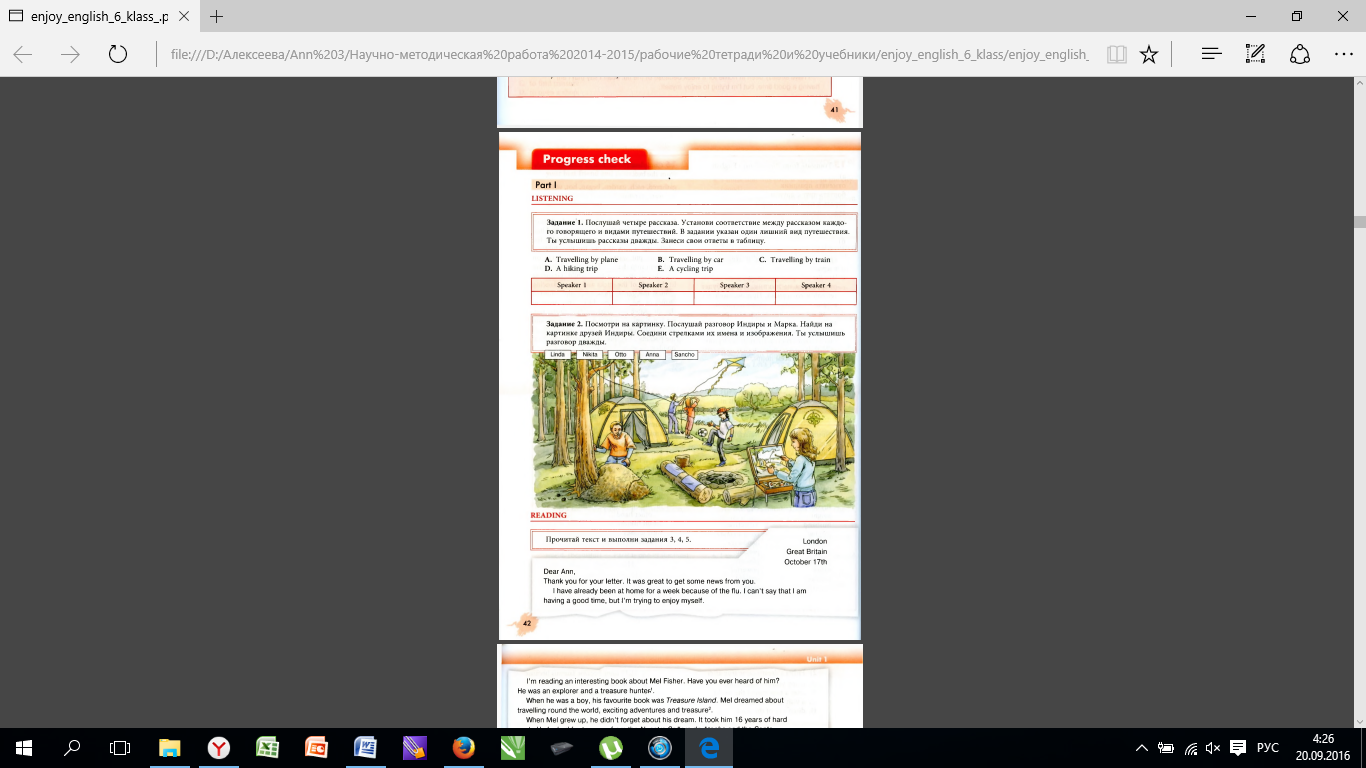 enjoy_english_6_klass_.p
file:///D:/Алексеева/Ann%203/Научно-методическая%20работа%202014-2015/рабочие%20тетради%20и%20учебники/enjoy_english_6_klass/enjoy_english_
41
Progress check
Part I
LISTENING
Задание 1. Послушай четыре рассказа. Установи соответствие между рассказом каждо-
го говорящего и видами путешествий. В задании указан один лишний вид путешествия.
Ты услышишь рассказы дважды. Занеси свои ответы в таблицу.
A. Travelling by plane B. Travelling by car C. Travelling by train
D. A hiking trip E. A cycling trip
Speaker 1 Speaker 2 Speaker 3 Speaker 4
Задание 2. Посмотри на картинку. Послушай разговор Индиры и Марка. Найди на
картинке друзей Индиры. Соедини стрелками их имена и изображения. Ты услышишь
разговор дважды.
Linda Nikita Otto Anna Sancho
READING
Прочитай текст и выполни задания 3, 4, 5.
London
Great Britain
October 17th
Dear Ann,
Thank you for your letter. It was great to get some news from you.
I have already been at home for a week because of the flu. I can't say that I am
having a good time, but I'm trying to enjoy myself.
42
Unit 1
I'm reading an interesting book about Mel Fisher. Have you ever heard of him?
He was an explorer and a treasure hunter¹.
When he was a boy, his favourite book was Treasure Island. Mel dreamed about
travelling round the world, exciting adventures and treasure².
When Mel grew up, he didn't forget about his dream. It took him 16 years of hard
РУС
4:26
20.09.2016